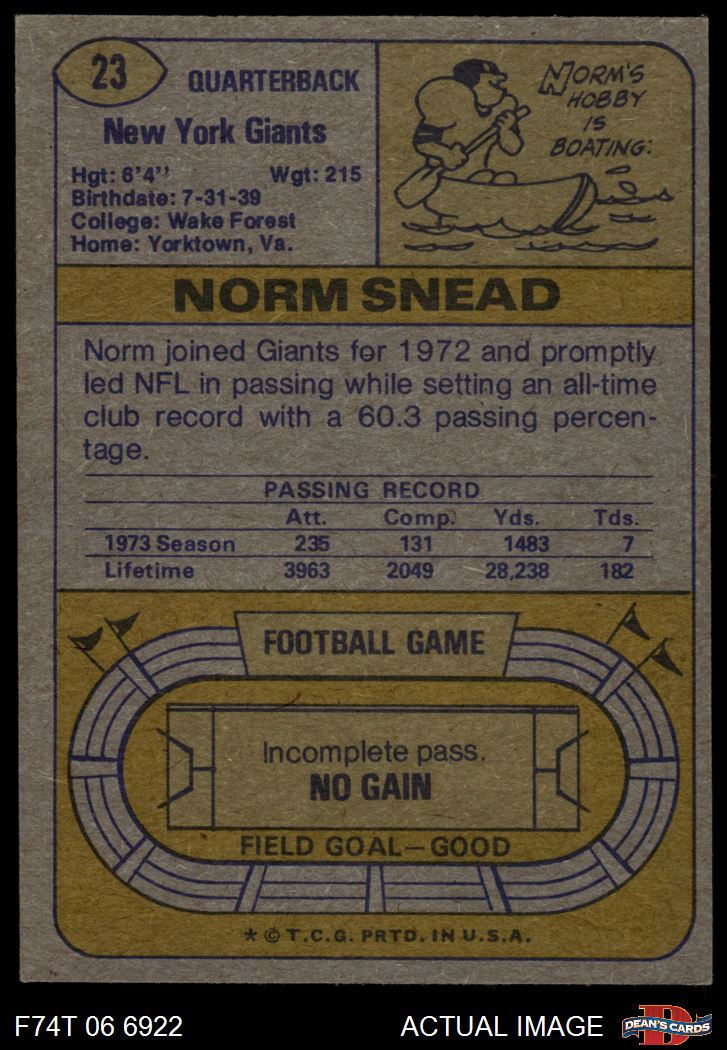 23
QUARTERBACK
New York Giants
Hgt: 6'4" Wgt: 215
Birthdate: 7-31-39
College: Wake Forest
Home: Yorktown, Va.
NORM'S
HOBBY
IS
BOATING:
NORM SNEAD
Norm joined Giants for 1972 and promptly
led NFL in passing while setting an all-time
club record with a 60.3 passing percen-
tage.
PASSING RECORD
Att. Comp. Yds. Tds.
1973 Season 235 131 1483 7
Lifetime 3963 2049 28,238 182
FOOTBALL GAME
Incomplete pass.
NO GAIN
FIELD GOAL—GOOD
* © T.C.G. PRTD. IN U.S.A.
F74T 06 6922 ACTUAL IMAGE
D
DEAN'S CARDS